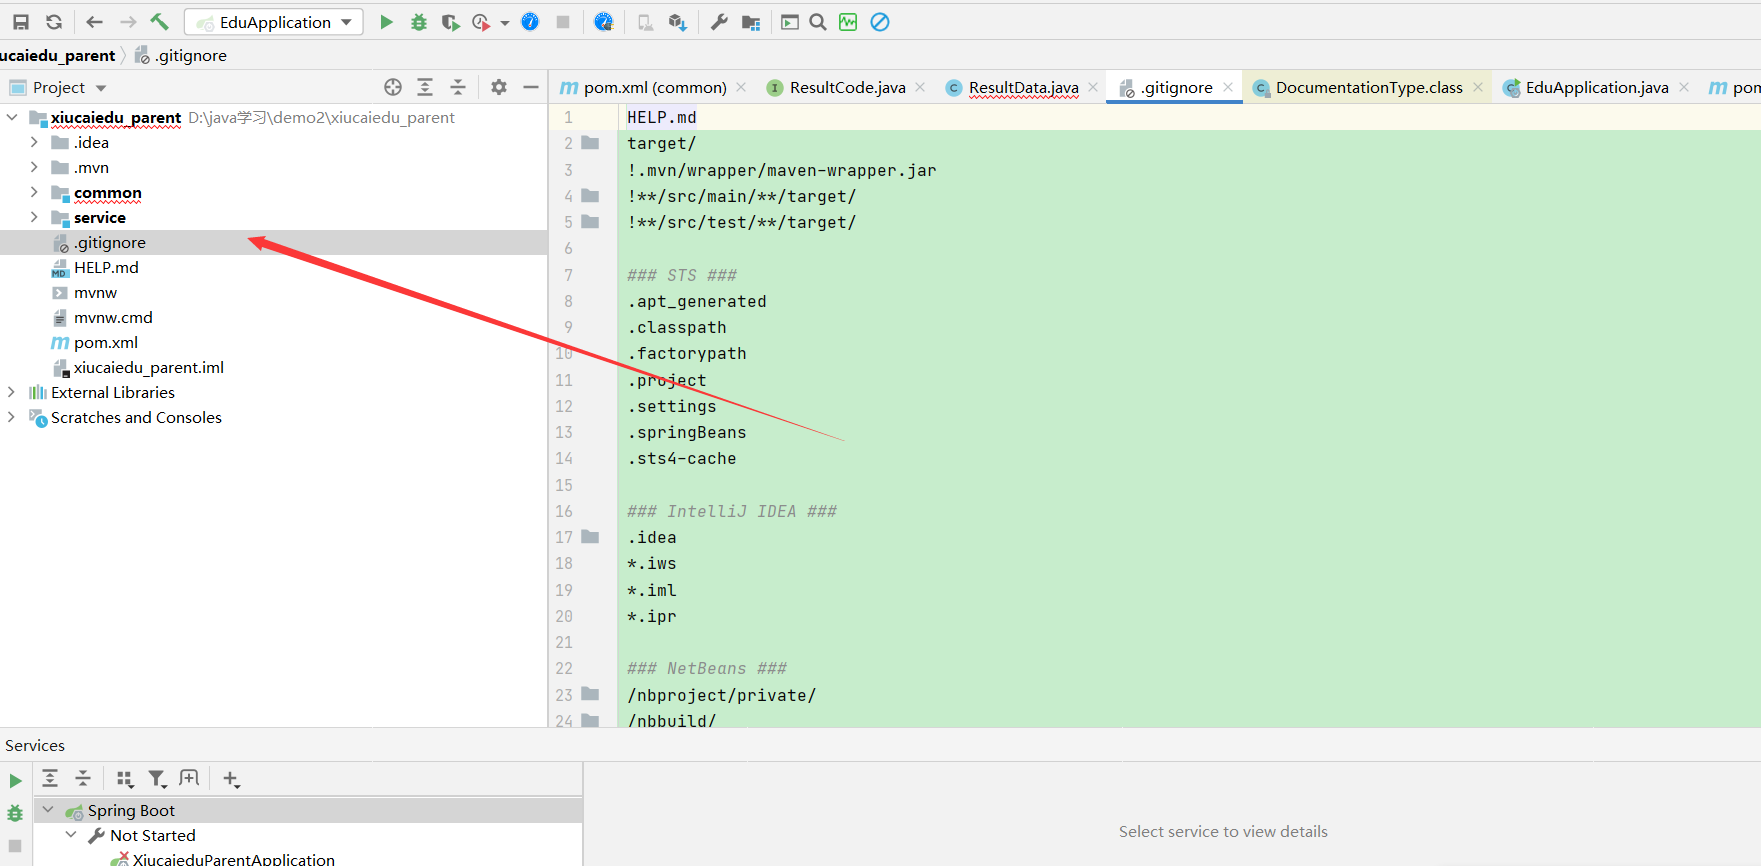 EduApplication
ucaiedu_parent .gitignore
Project
pom.xml (common) ResultCode.java ResultData.java .gitignore DocumentationType.class EduApplication.java pom
xiucaiedu_parent D:\java学习\demo2\xiucaiedu_parent
.idea
.mvn
common
service
.gitignore
HELP.md
mvnw
mvnw.cmd
pom.xml
xiucaiedu_parent.iml
External Libraries
Scratches and Consoles
1 HELP.md
2 target/
3 !.mvn/wrapper/maven-wrapper.jar
4 !**/src/main/**/target/
5 !**/src/test/**/target/
6
7 ### STS ###
8 .apt_generated
9 .classpath
10 .factorypath
11 .project
12 .settings
13 .springBeans
14 .sts4-cache
15
16 ### IntelliJ IDEA ###
17 .idea
18 *.iws
19 *.iml
20 *.ipr
21
22 ### NetBeans ###
23 /nbproject/private/
24 /nbbuild/
Services
Spring Boot
Not Started
XiucaieduParentApplication
Select service to view details